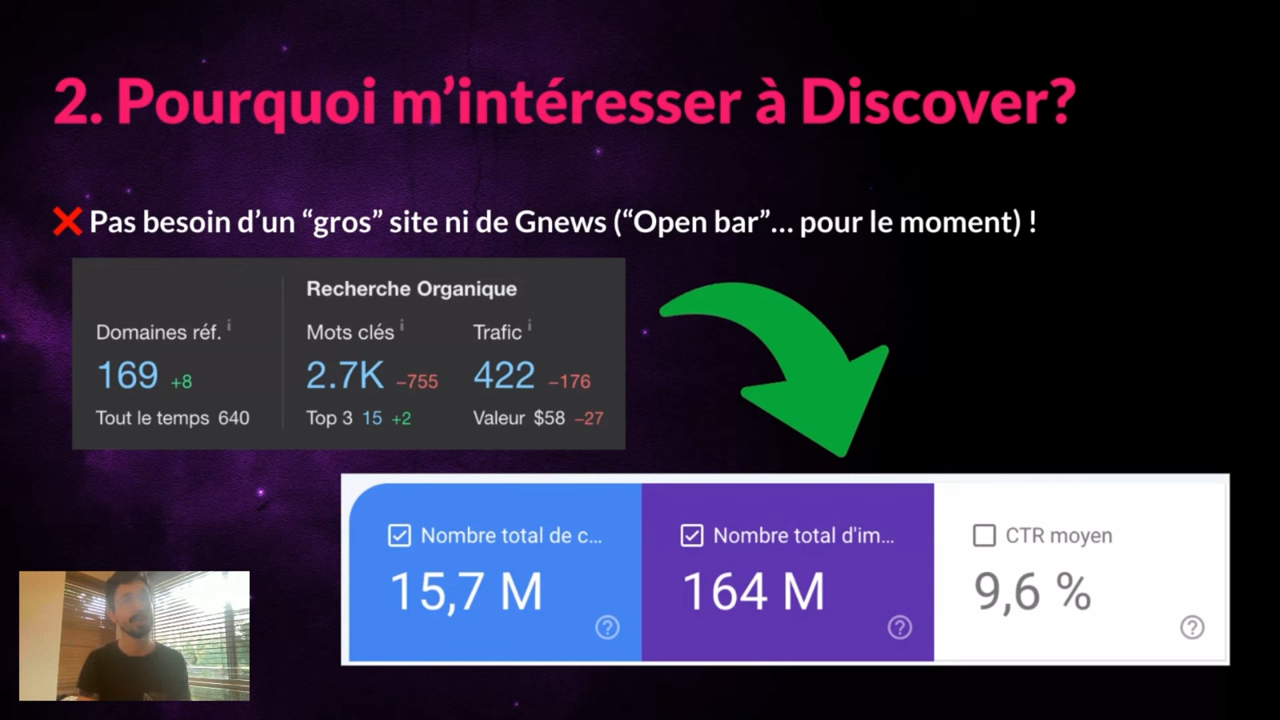 2. Pourquoi m’intéresser à Discover?
❌ Pas besoin d’un “gros” site ni de Gnews (“Open bar”... pour le moment) !
Recherche Organique
Domaines réf. i
Mots clés i
Trafic i
169 +8
2.7K −755
422 −176
Tout le temps 640
Top 3 15 +2
Valeur $58 −27
Nombre total de c...
Nombre total d'im...
CTR moyen
15,7 M
164 M
9,6 %